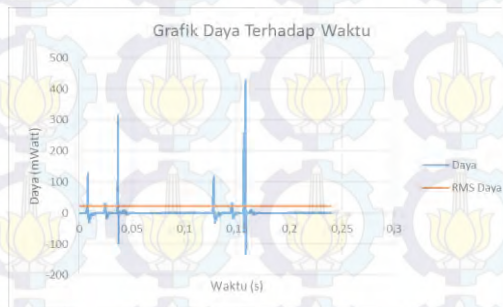 Grafik Daya Terhadap Waktu
500
400
300
200
100
0
-100
-200
0 0,05 0,1 0,15 0,2 0,25 0,3
Daya (mWatt)
Waktu (s)
Daya
RMS Daya